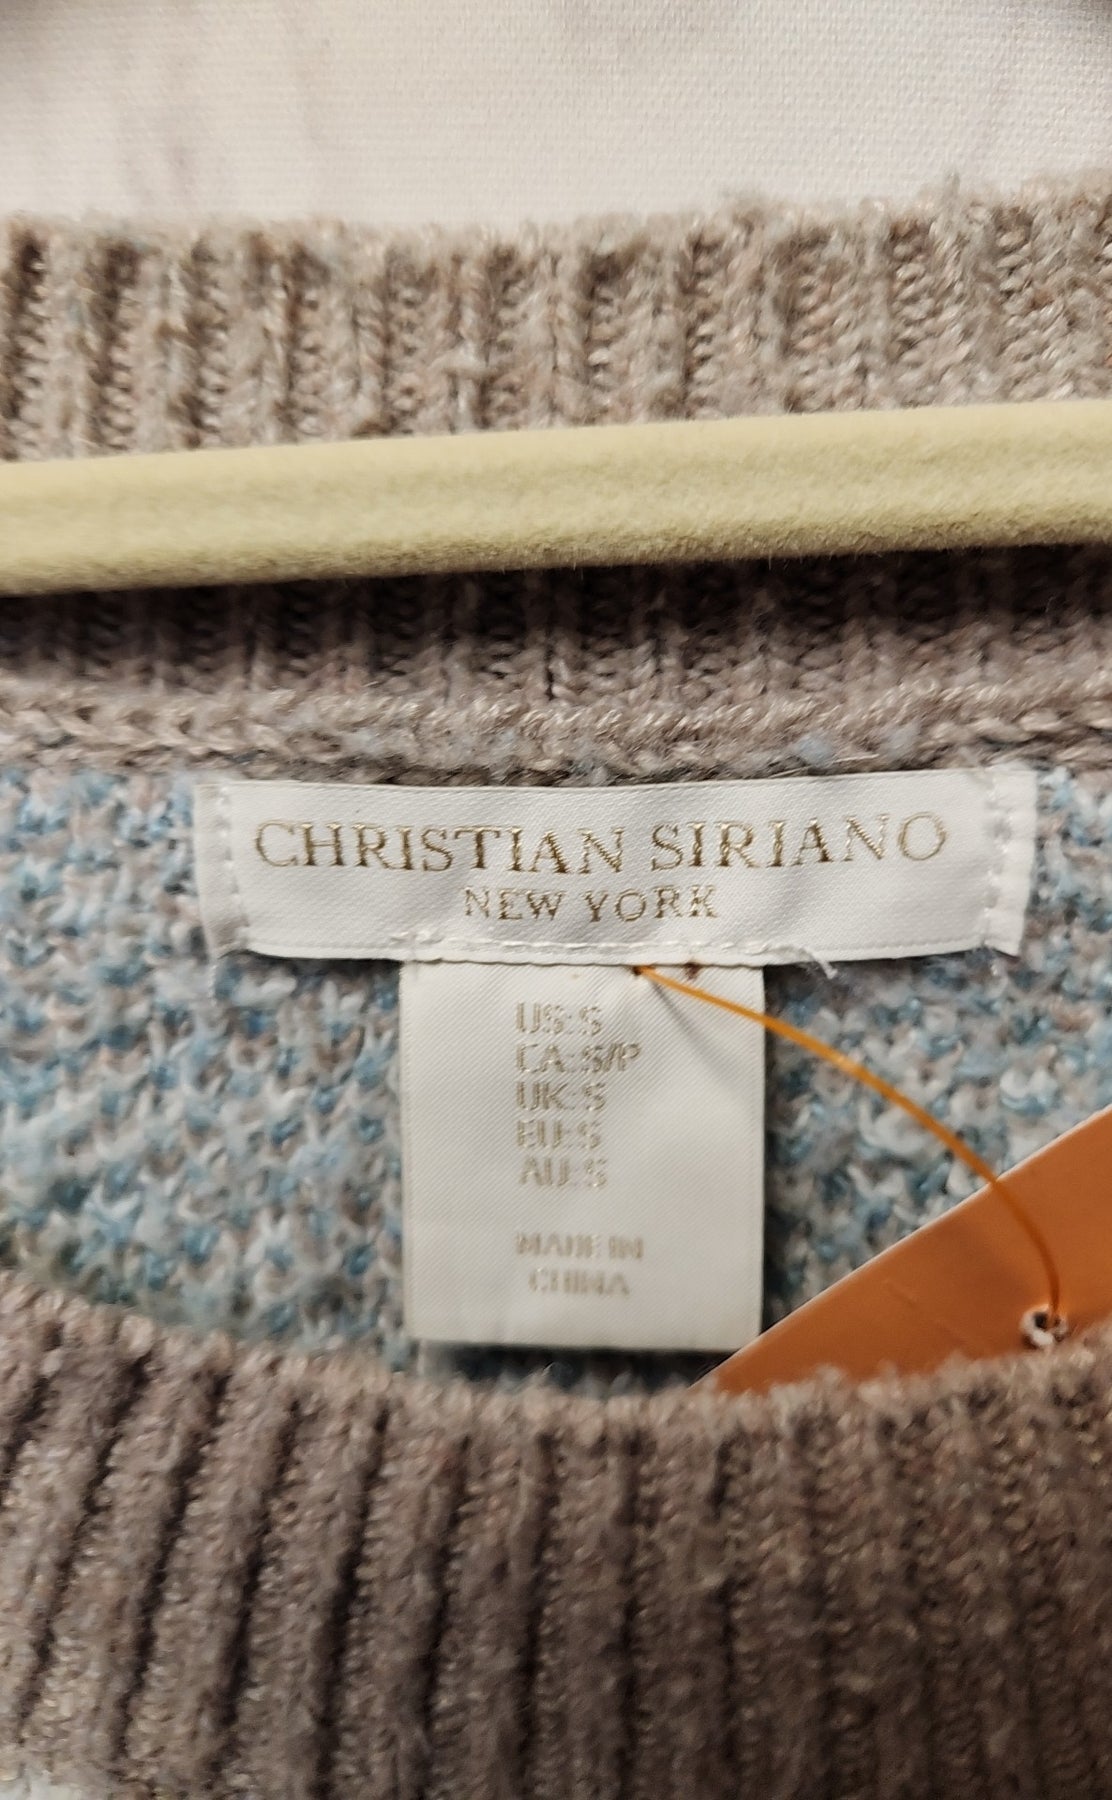 CHRISTIAN SIRIANO
NEW YORK
US: S
CA: S/P
UK: S
EU: S
AU: S
MADE IN
CHINA